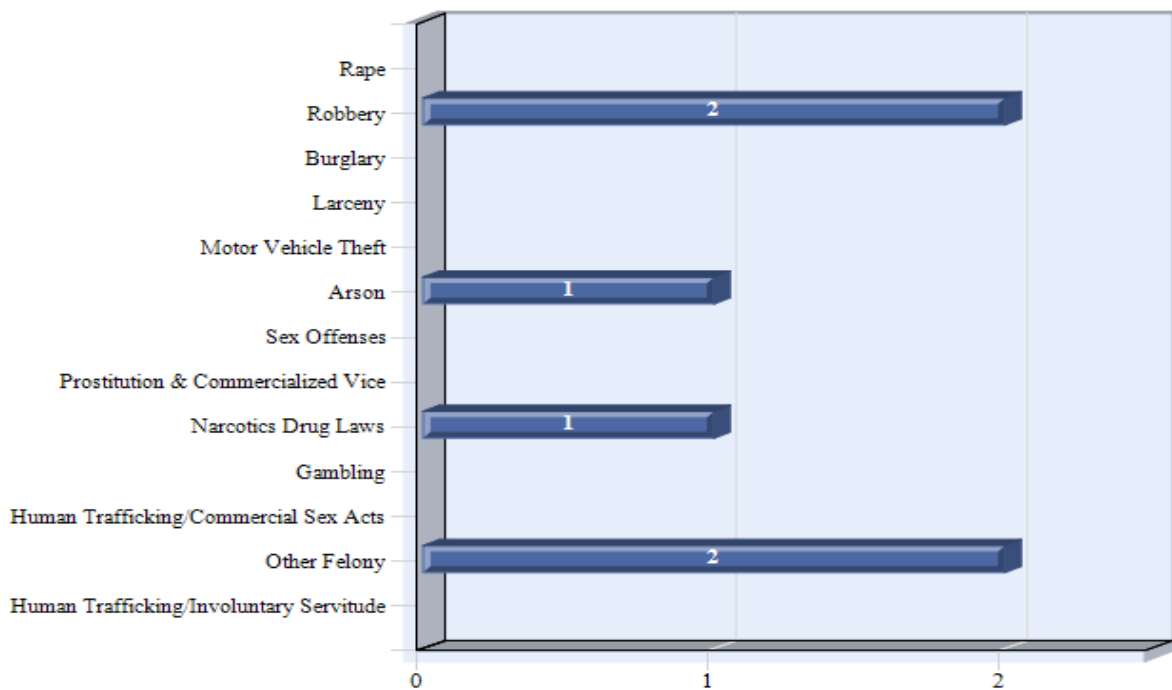 Rape
Robbery 2
Burglary
Larceny
Motor Vehicle Theft
Arson 1
Sex Offenses
Prostitution & Commercialized Vice
Narcotics Drug Laws 1
Gambling
Human Trafficking/Commercial Sex Acts
Other Felony 2
Human Trafficking/Involuntary Servitude
0 1 2